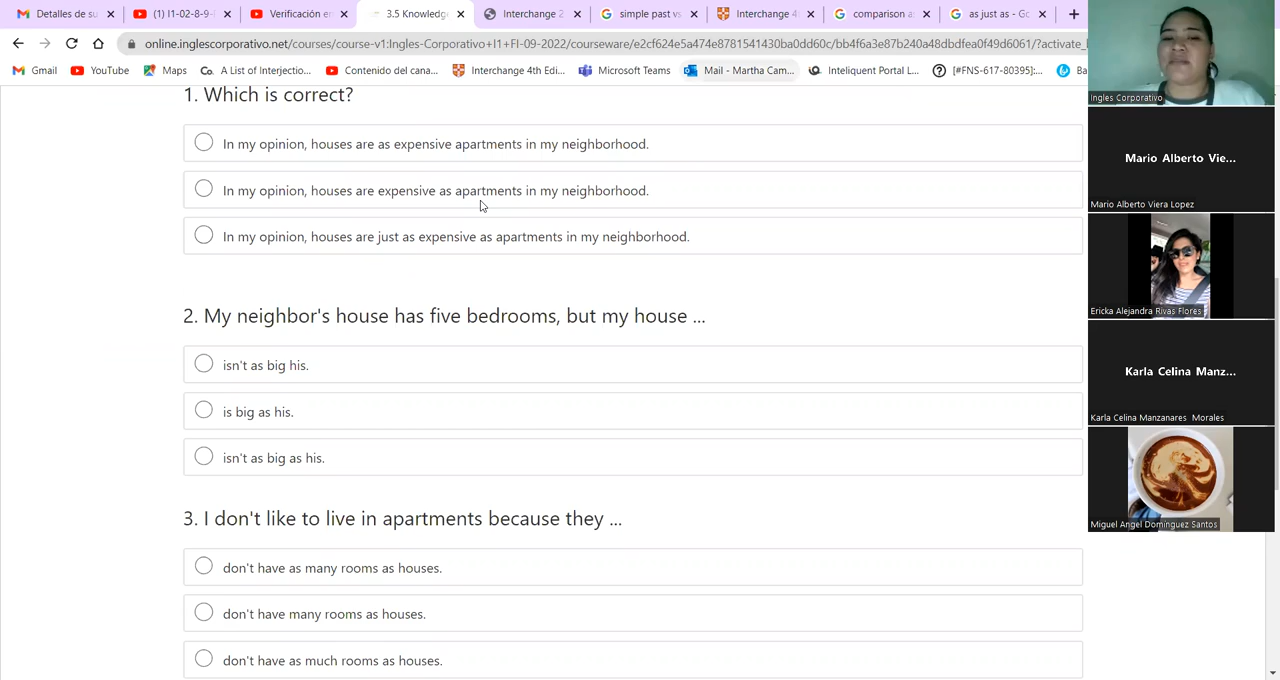 Detalles de su
(1) I1-02-8-9-I
Verificación en
3.5 Knowledge
Interchange 2
simple past vs
Interchange 4
comparison as
as just as - Go
online.inglescorporativo.net/courses/course-v1:Ingles-Corporativo+I1+FI-09-2022/courseware/e2cf624e5a474e8781541430ba0dd60c/bb4f6a3e87b240a48dbdfea0f49d6061/?activate_
Gmail
YouTube
Maps
A List of Interjectio...
Contenido del cana...
Interchange 4th Edi...
Microsoft Teams
Mail - Martha Cam...
Inteliquent Portal L...
[#FNS-617-80395]:...
Ba
1. Which is correct?
In my opinion, houses are as expensive apartments in my neighborhood.
In my opinion, houses are expensive as apartments in my neighborhood.
In my opinion, houses are just as expensive as apartments in my neighborhood.
2. My neighbor's house has five bedrooms, but my house ...
isn't as big his.
is big as his.
isn't as big as his.
3. I don't like to live in apartments because they ...
don't have as many rooms as houses.
don't have many rooms as houses.
don't have as much rooms as houses.
Ingles Corporativo
Mario Alberto Vie...
Mario Alberto Viera Lopez
Ericka Alejandra Rivas Flores
Karla Celina Manz...
Karla Celina Manzanares Morales
Miguel Angel Dominguez Santos